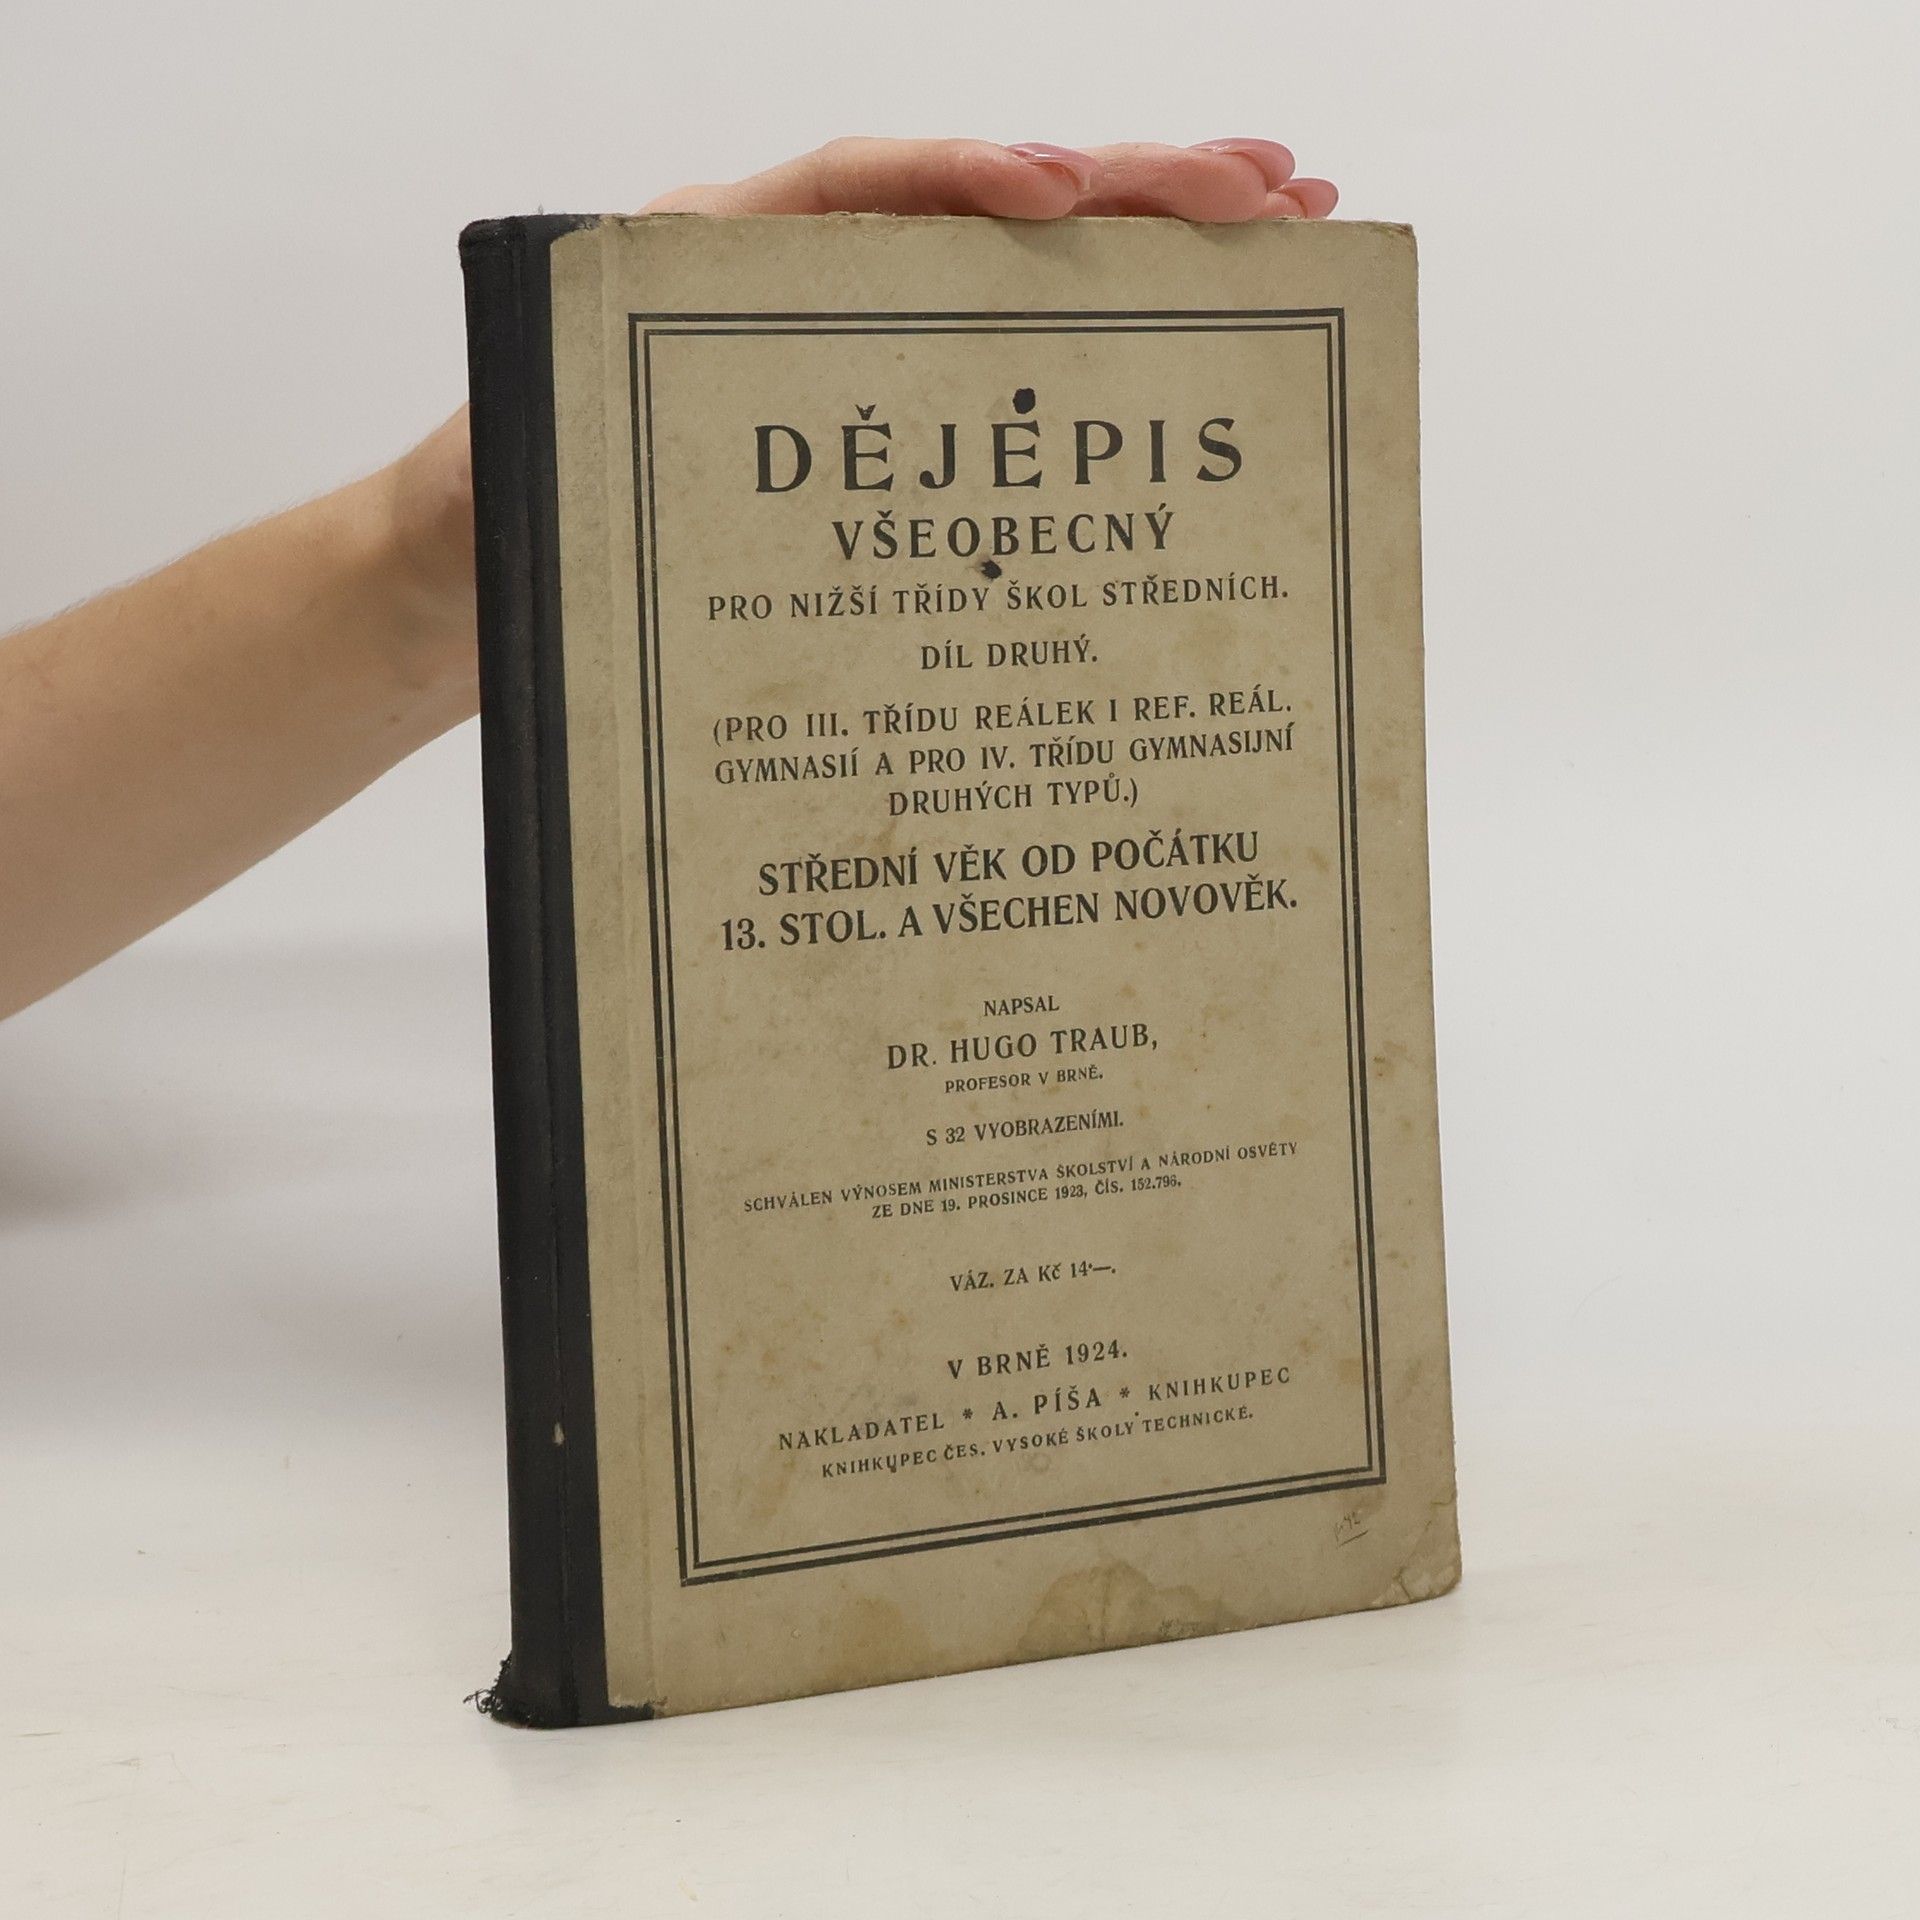 DĚJEPIS
VŠEOBECNÝ
PRO NIŽŠÍ TŘÍDY ŠKOL STŘEDNÍCH.
DÍL DRUHÝ.
(PRO III. TŘÍDU REÁLEK I REF. REÁL.
GYMNASIÍ A PRO IV. TŘÍDU GYMNASIJNÍ
DRUHÝCH TYPŮ.)
STŘEDNÍ VĚK OD POČÁTKU
13. STOL. A VŠECHEN NOVOVĚK.
NAPSAL
DR. HUGO TRAUB,
PROFESOR V BRNĚ.
S 32 VYOBRAZENÍMI.
SCHVÁLEN VÝNOSEM MINISTERSTVA ŠKOLSTVÍ A NÁRODNÍ OSVĚTY
ZE DNE 19. PROSINCE 1923, ČÍS. 152.796.
VÁZ. ZA Kč 14·—.
V BRNĚ 1924.
NAKLADATEL * A. PÍŠA * KNIHKUPEC
KNIHKUPEC ČES. VYSOKÉ ŠKOLY TECHNICKÉ.